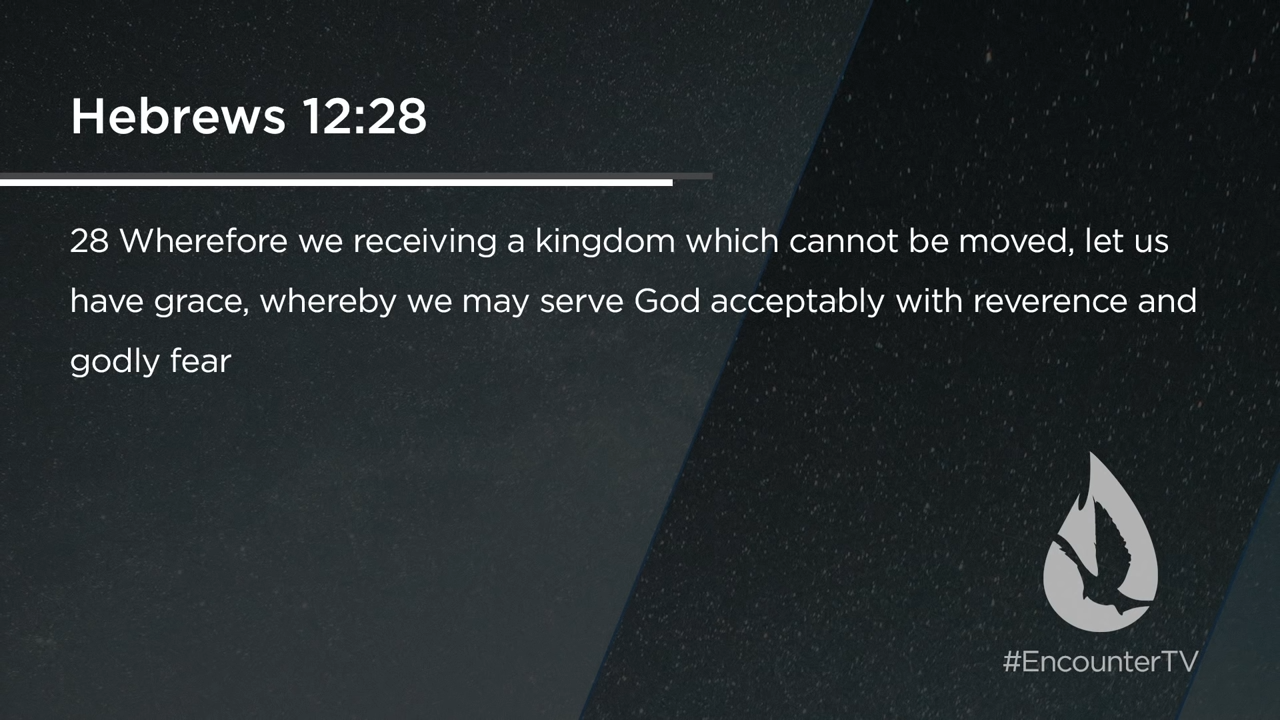 Hebrews 12:28
28 Wherefore we receiving a kingdom which cannot be moved, let us
have grace, whereby we may serve God acceptably with reverence and
godly fear
#EncounterTV